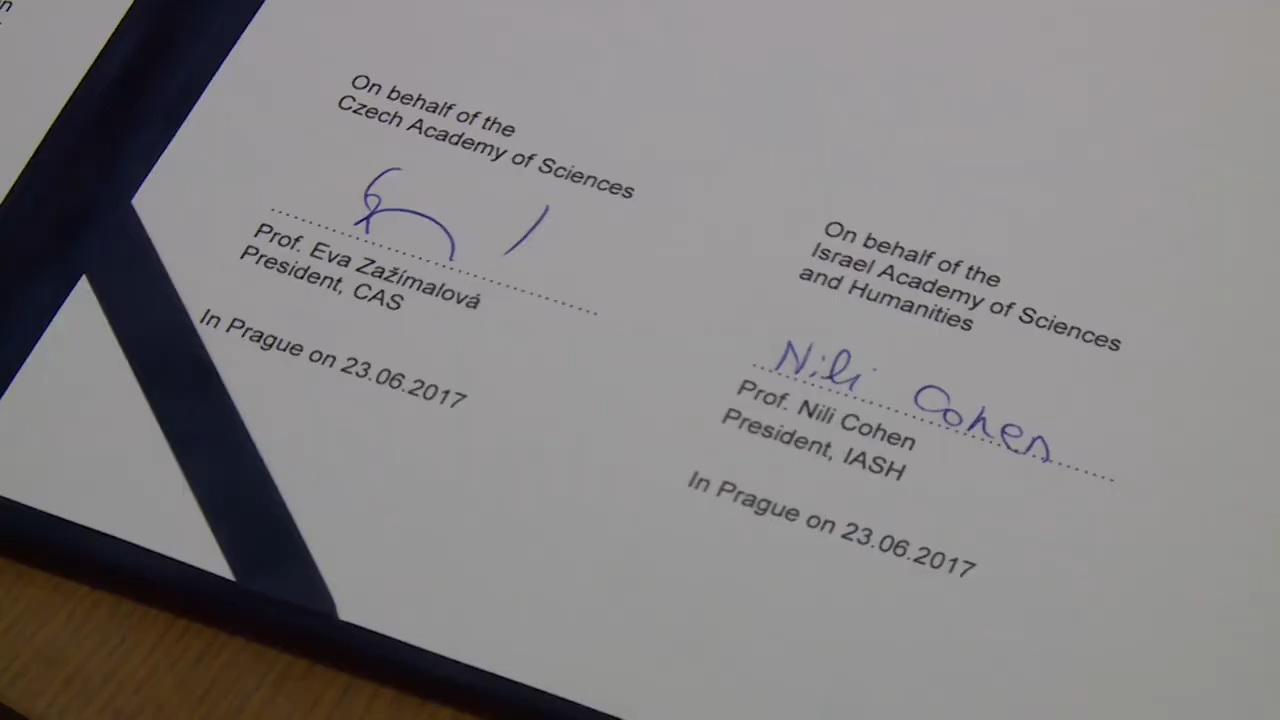 On behalf of the
Czech Academy of Sciences
Prof. Eva Zažímalová
President, CAS
In Prague on 23.06.2017
On behalf of the
Israel Academy of Sciences
and Humanities
Nili Cohen
Prof. Nili Cohen
President, IASH
In Prague on 23.06.2017